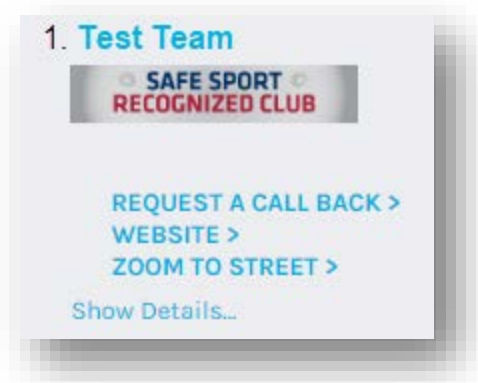 1. Test Team
SAFE SPORT
RECOGNIZED CLUB
REQUEST A CALL BACK >
WEBSITE >
ZOOM TO STREET >
Show Details...